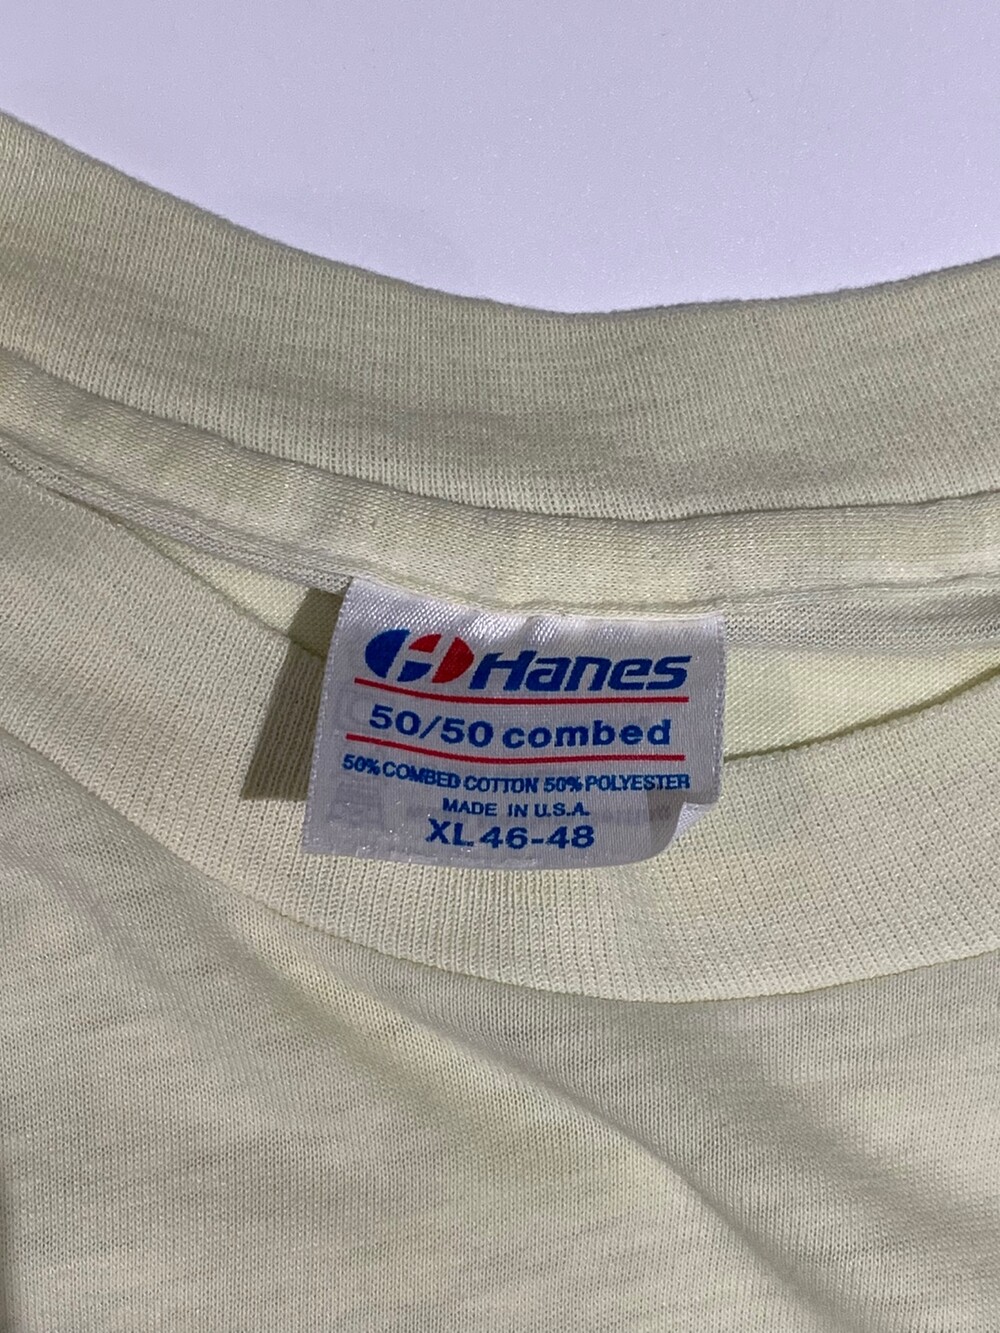 Hanes
50/50 combed
50% COMBED COTTON 50% POLYESTER
MADE IN U.S.A.
XL 46-48